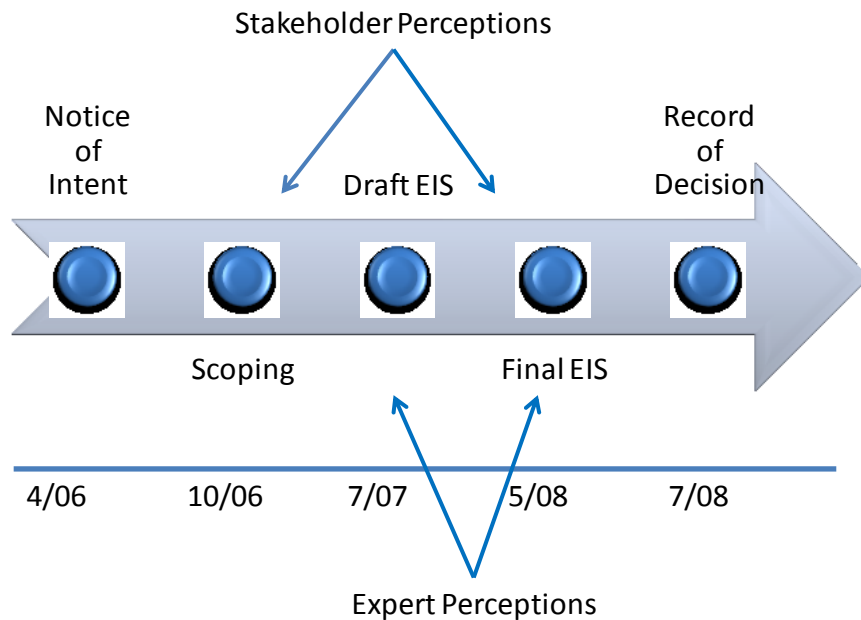 Stakeholder Perceptions
Notice
of
Intent
Draft EIS
Record
of
Decision
Scoping
Final EIS
4/06
10/06
7/07
5/08
7/08
Expert Perceptions